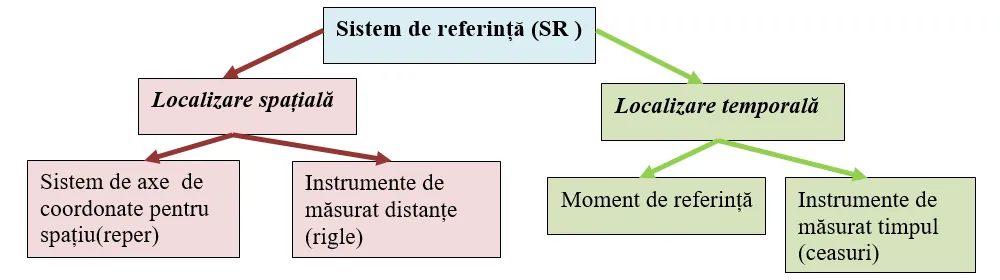 Sistem de referință (SR )
Localizare spațială
Localizare temporală
Sistem de axe  de
coordonate pentru
spațiu(reper)
Instrumente de
măsurat distanțe
(rigle)
Moment de referință
Instrumente de
măsurat timpul
(ceasuri)